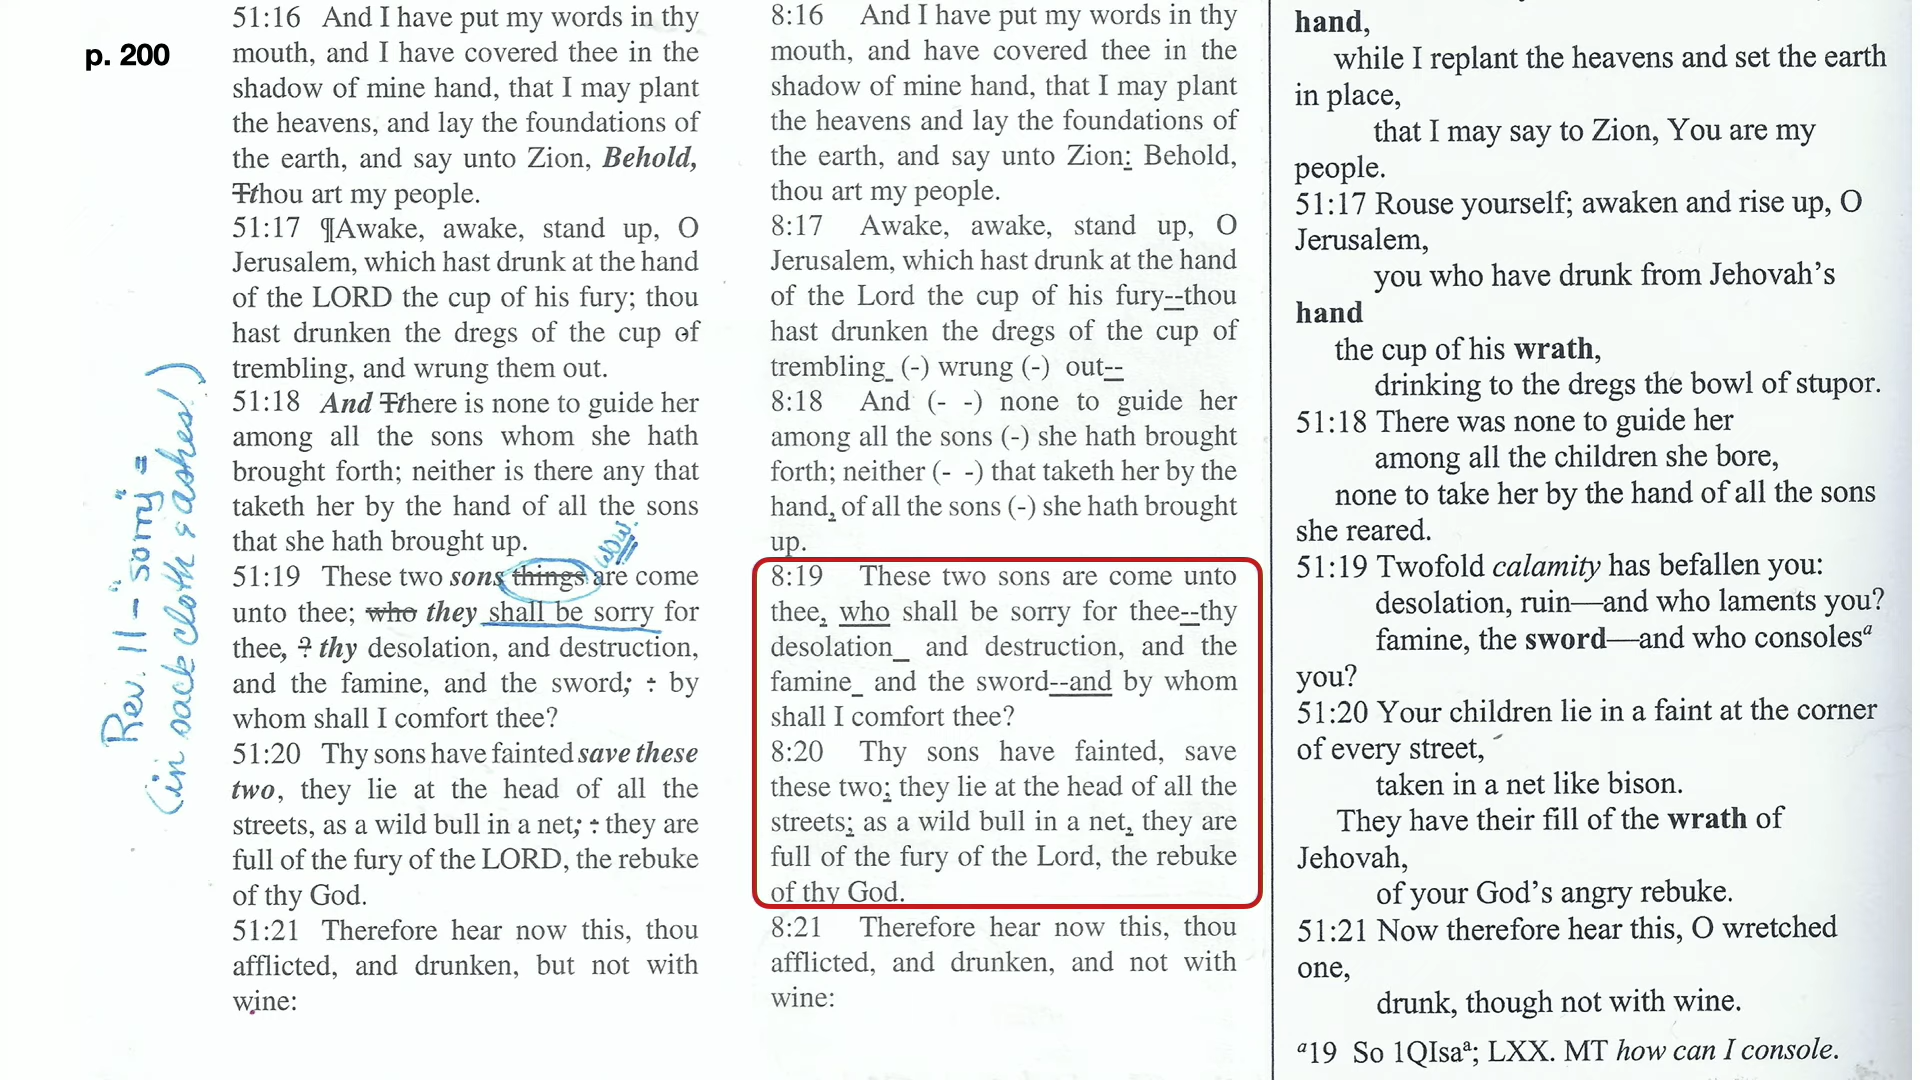 p. 200
51:16 And I have put my words in thy
mouth, and I have covered thee in the
shadow of mine hand, that I may plant
the heavens, and lay the foundations of
the earth, and say unto Zion, Behold,
Tthou art my people.
51:17 ¶Awake, awake, stand up, O
Jerusalem, which hast drunk at the hand
of the LORD the cup of his fury; thou
hast drunken the dregs of the cup of
trembling, and wrung them out.
51:18 And Tthere is none to guide her
among all the sons whom she hath
brought forth; neither is there any that
taketh her by the hand of all the sons
that she hath brought up.
51:19 These two sons things are come
unto thee; who they shall be sorry for
thee, ? thy desolation, and destruction,
and the famine, and the sword; : by
whom shall I comfort thee?
51:20 Thy sons have fainted save these
two, they lie at the head of all the
streets, as a wild bull in a net; : they are
full of the fury of the LORD, the rebuke
of thy God.
51:21 Therefore hear now this, thou
afflicted, and drunken, but not with
wine:
Rev. 11 - "sorry" =
(in sack cloth & ashes!)
8:16 And I have put my words in thy
mouth, and have covered thee in the
shadow of mine hand, that I may plant
the heavens and lay the foundations of
the earth, and say unto Zion: Behold,
thou art my people.
8:17 Awake, awake, stand up, O
Jerusalem, which hast drunk at the hand
of the Lord the cup of his fury--thou
hast drunken the dregs of the cup of
trembling_ (-) wrung (-) out--
8:18 And (- -) none to guide her
among all the sons (-) she hath brought
forth; neither (- -) that taketh her by the
hand, of all the sons (-) she hath brought
up.
8:19 These two sons are come unto
thee, who shall be sorry for thee--thy
desolation_ and destruction, and the
famine_ and the sword--and by whom
shall I comfort thee?
8:20 Thy sons have fainted, save
these two; they lie at the head of all the
streets; as a wild bull in a net, they are
full of the fury of the Lord, the rebuke
of thy God.
8:21 Therefore hear now this, thou
afflicted, and drunken, and not with
wine:
hand,
while I replant the heavens and set the earth
in place,
that I may say to Zion, You are my
people.
51:17 Rouse yourself; awaken and rise up, O
Jerusalem,
you who have drunk from Jehovah's
hand
the cup of his wrath,
drinking to the dregs the bowl of stupor.
51:18 There was none to guide her
among all the children she bore,
none to take her by the hand of all the sons
she reared.
51:19 Twofold calamity has befallen you:
desolation, ruin—and who laments you?
famine, the sword—and who consolesa
you?
51:20 Your children lie in a faint at the corner
of every street,
taken in a net like bison.
They have their fill of the wrath of
Jehovah,
of your God's angry rebuke.
51:21 Now therefore hear this, O wretched
one,
drunk, though not with wine.
a19 So 1QIsaa; LXX. MT how can I console.